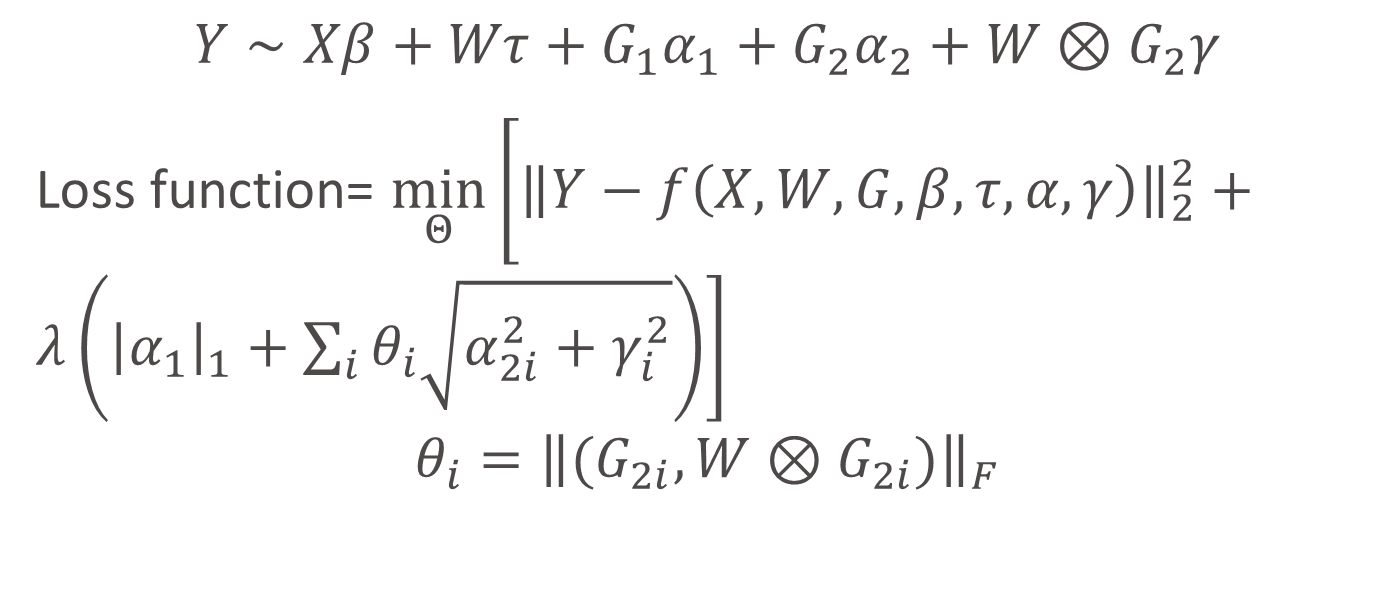 Y ~ Xβ + Wτ + G₁α₁ + G₂α₂ + W ⊗ G₂γ
Loss function= min_Θ [‖Y − f(X, W, G, β, τ, α, γ)‖₂² +
λ(|α₁|₁ + ∑ᵢ θᵢ√(α₂ᵢ² + γᵢ²))]
θᵢ = ‖(G₂ᵢ, W ⊗ G₂ᵢ)‖_F